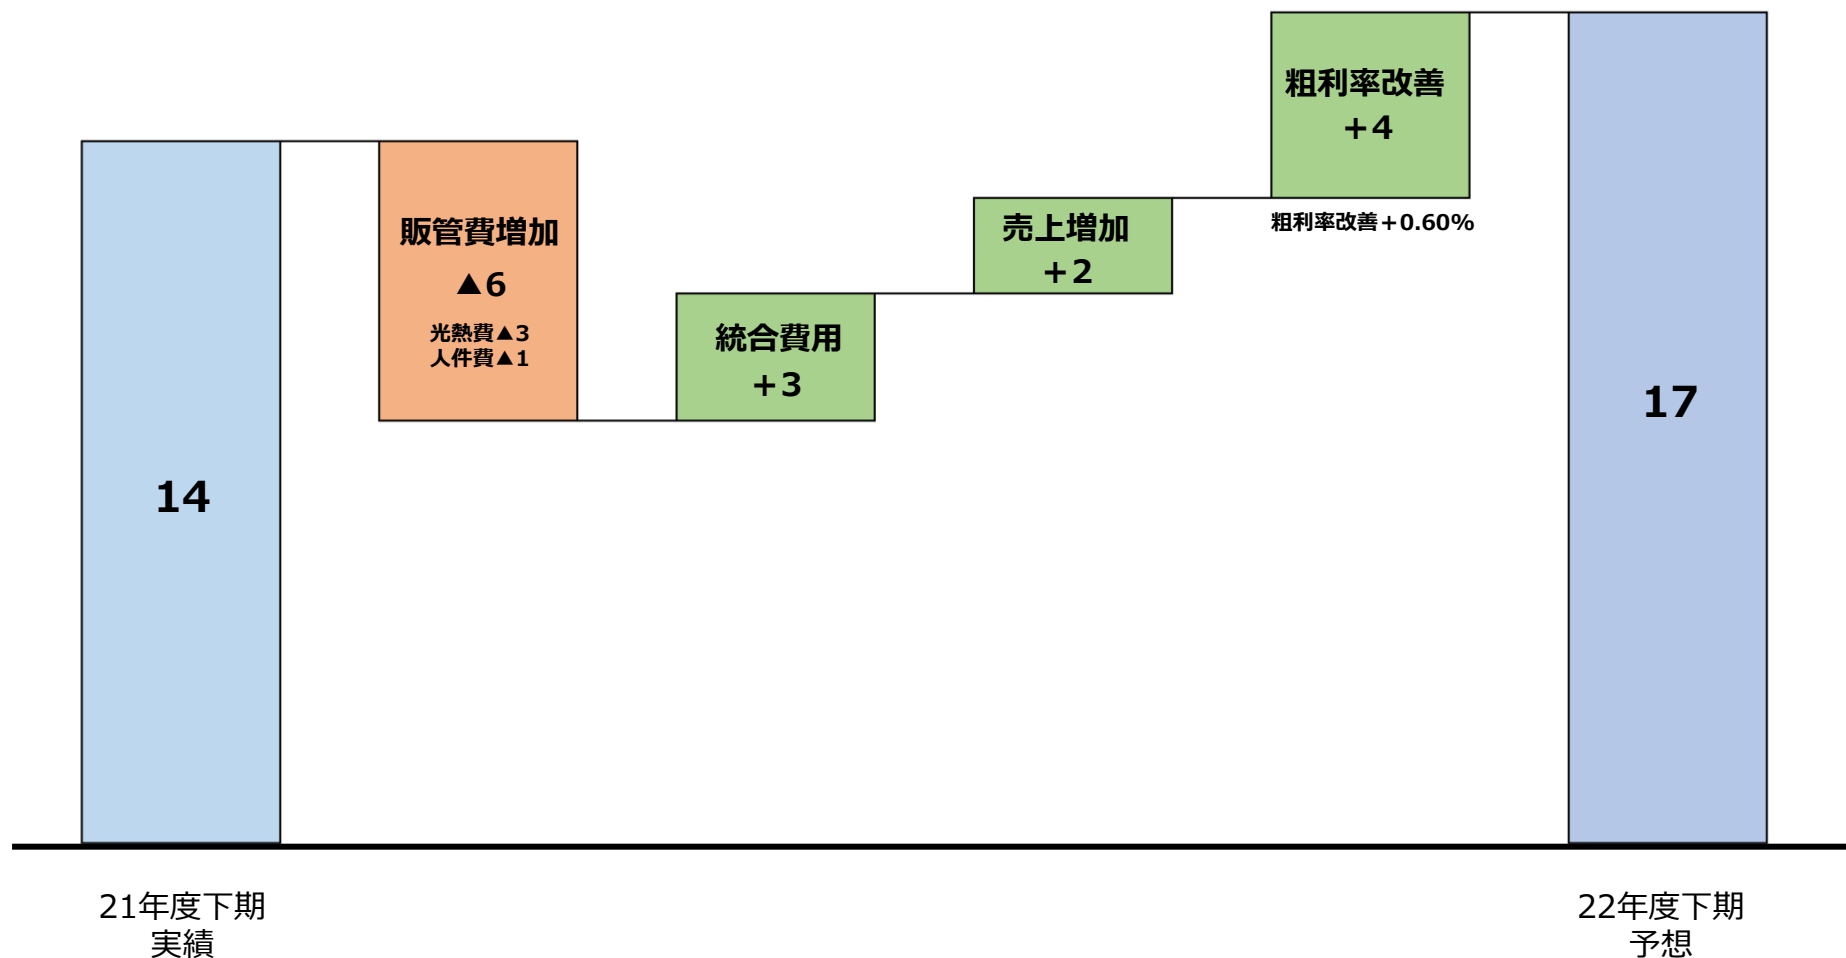 14
21年度下期
実績
販管費増加
▲6
光熱費▲3
人件費▲1
統合費用
+3
売上増加
+2
粗利率改善
+4
粗利率改善+0.60%
17
22年度下期
予想